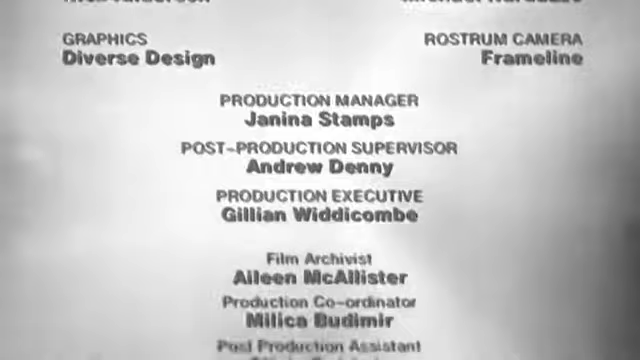 GRAPHICS
Diverse Design
ROSTRUM CAMERA
Frameline
PRODUCTION MANAGER
Janina Stamps
POST-PRODUCTION SUPERVISOR
Andrew Denny
PRODUCTION EXECUTIVE
Gillian Widdicombe
Film Archivist
Aileen McAllister
Production Co-ordinator
Milica Budimir
Post Production Assistant